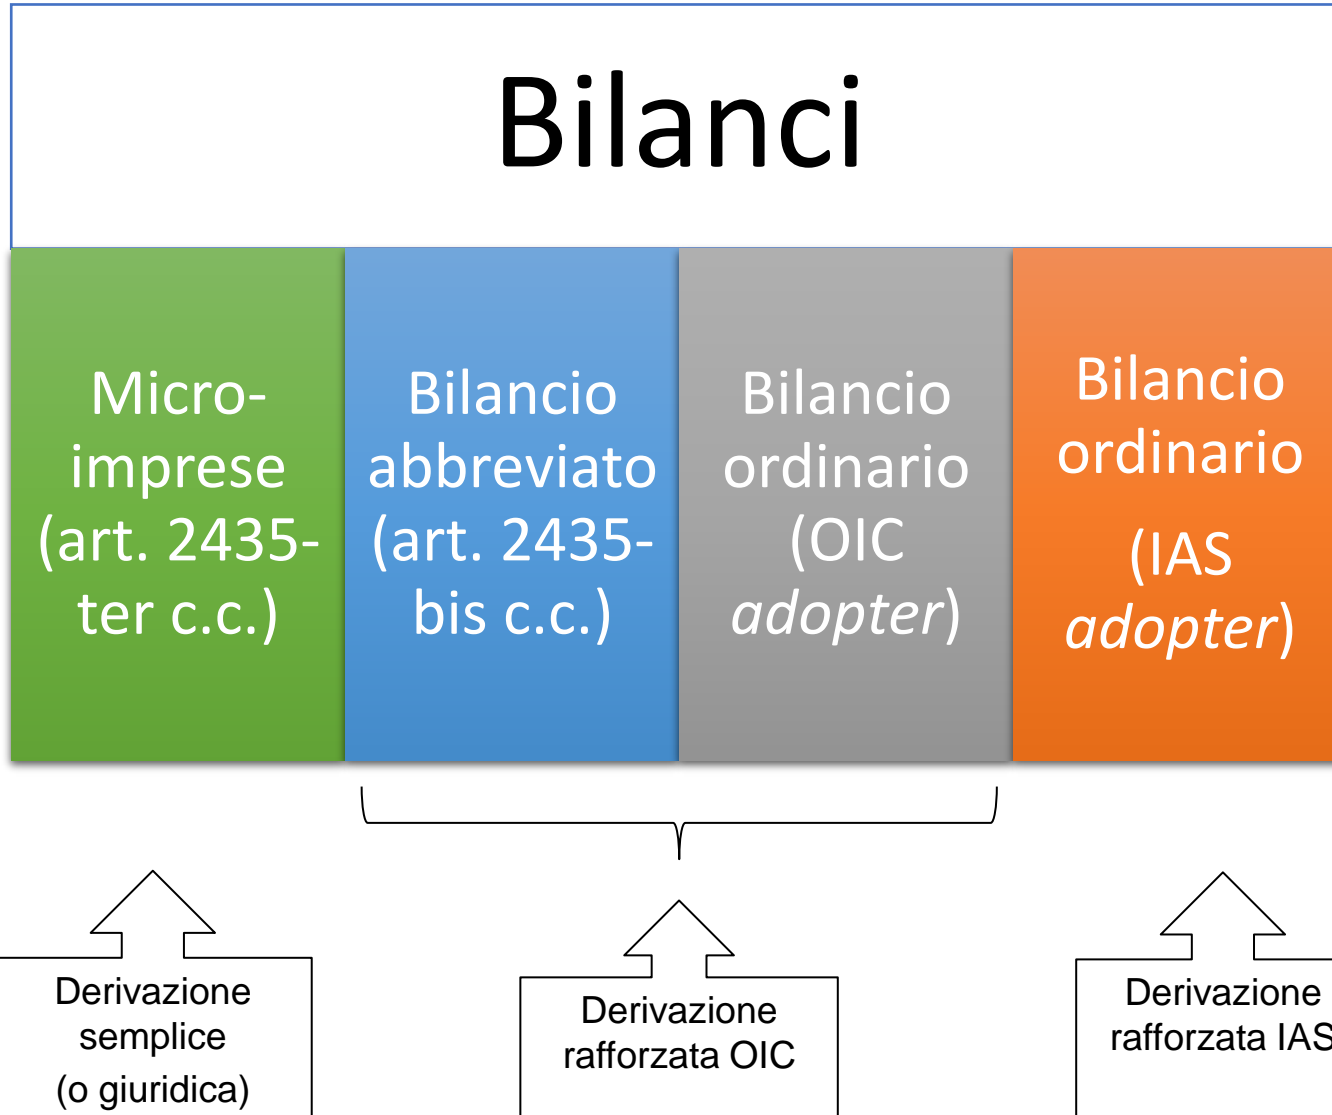 Bilanci
Micro-
imprese
(art. 2435-
ter c.c.)
Bilancio
abbreviato
(art. 2435-
bis c.c.)
Bilancio
ordinario
(OIC
adopter)
Bilancio
ordinario
(IAS
adopter)
Derivazione
semplice
(o giuridica)
Derivazione
rafforzata OIC
Derivazione
rafforzata IAS